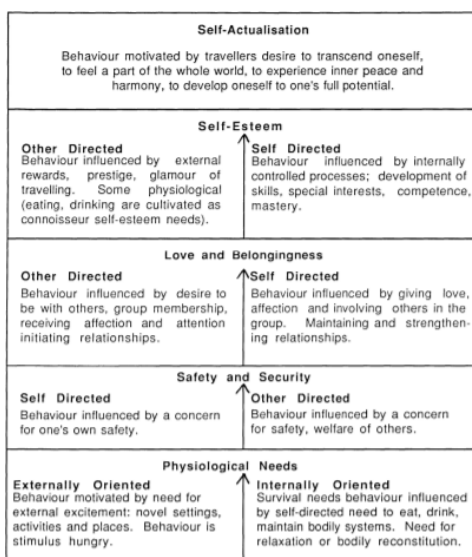 Self-Actualisation
Behaviour motivated by travellers desire to transcend oneself,
to feel a part of the whole world, to experience inner peace and
harmony, to develop oneself to one's full potential.
Self-Esteem
Other Directed
Behaviour influenced by external
rewards, prestige, glamour of
travelling. Some physiological
(eating, drinking are cultivated as
connoisseur self-esteem needs).
Self Directed
Behaviour influenced by internally
controlled processes; development of
skills, special interests, competence,
mastery.
Love and Belongingness
Other Directed
Behaviour influenced by desire to
be with others, group membership,
receiving affection and attention
initiating relationships.
Self Directed
Behaviour influenced by giving love,
affection and involving others in the
group. Maintaining and strengthen-
ing relationships.
Safety and Security
Self Directed
Behaviour influenced by a concern
for one's own safety.
Other Directed
Behaviour influenced by a concern
for safety, welfare of others.
Physiological Needs
Externally Oriented
Behaviour motivated by need for
external excitement: novel settings,
activities and places. Behaviour is
stimulus hungry.
Internally Oriented
Survival needs behaviour influenced
by self-directed need to eat, drink,
maintain bodily systems. Need for
relaxation or bodily reconstitution.